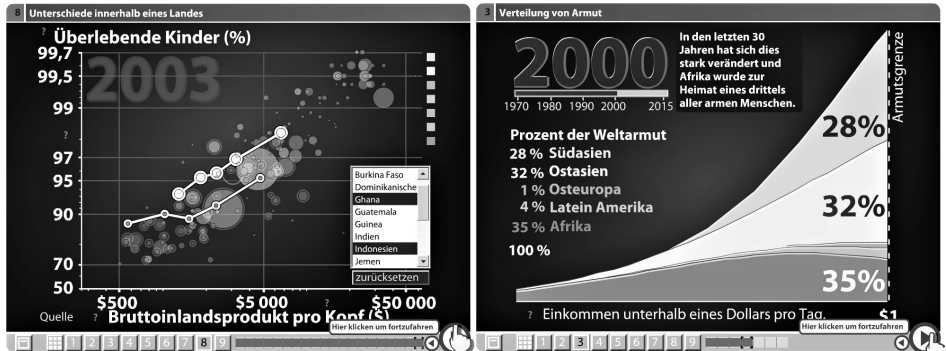 8 Unterschiede innerhalb eines Landes
? Überlebende Kinder (%)
2003
99,7
99,5
99
?
97
95
90
70
50
Burkina Faso
Dominikanische
Ghana
Guatemala
Guinea
Indien
Indonesien
Jemen
zurücksetzen
$500 $5 000 $50 000
?
Quelle ? Bruttoinlandsprodukt pro Kopf ($)
Hier klicken um fortzufahren
1 2 3 4 5 6 7 8 9
3 Verteilung von Armut
2000
1970 1980 1990 2000 2015
In den letzten 30
Jahren hat sich dies
stark verändert und
Afrika wurde zur
Heimat eines drittels
aller armen Menschen.
Armutsgrenze
Prozent der Weltarmut
28 % Südasien
32 % Ostasien
1 % Osteuropa
4 % Latein Amerika
35 % Afrika
100 %
28%
32%
35%
? Einkommen unterhalb eines Dollars pro Tag. $1
Hier klicken um fortzufahren
1 2 3 4 5 6 7 8 9